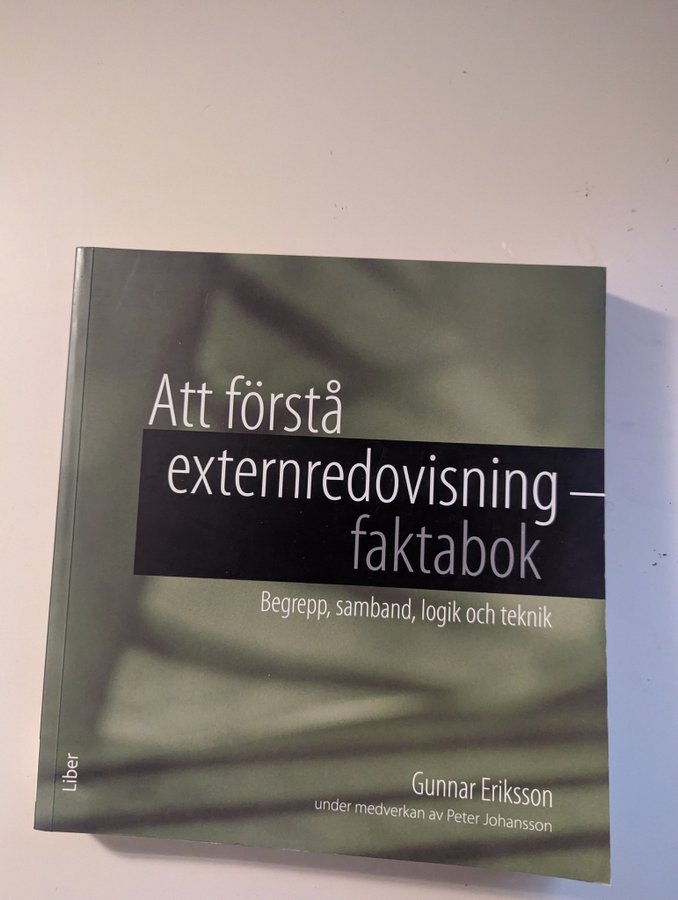 Att förstå
externredovisning –
faktabok
Begrepp, samband, logik och teknik
Gunnar Eriksson
under medverkan av Peter Johansson
Liber